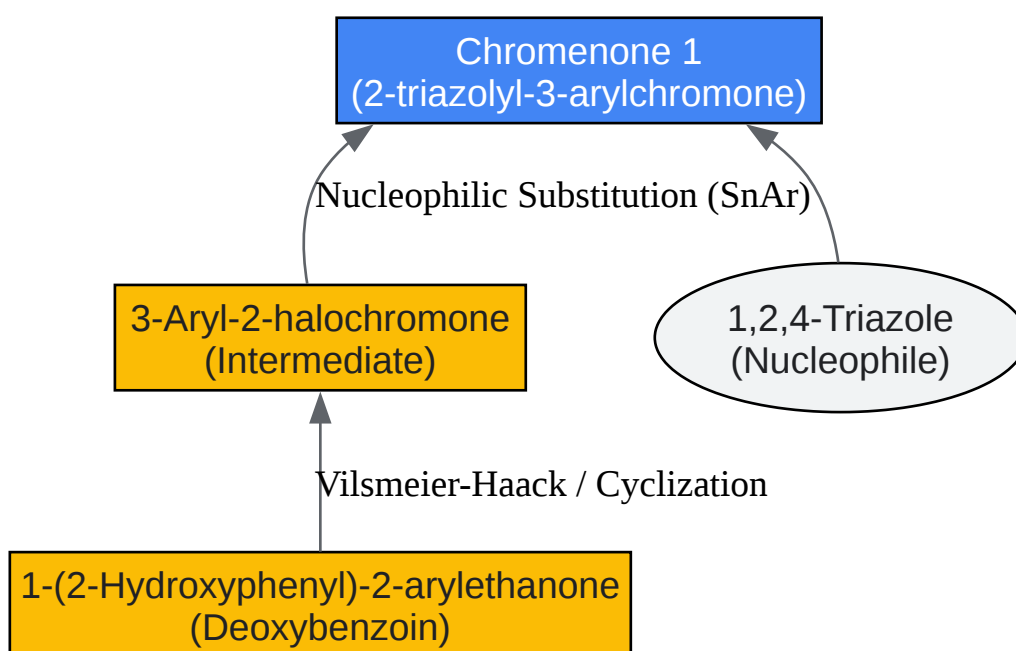 Chromenone 1
(2-triazolyl-3-arylchromone)
Nucleophilic Substitution (SnAr)
3-Aryl-2-halochromone
(Intermediate)
1,2,4-Triazole
(Nucleophile)
Vilsmeier-Haack / Cyclization
1-(2-Hydroxyphenyl)-2-arylethanone
(Deoxybenzoin)